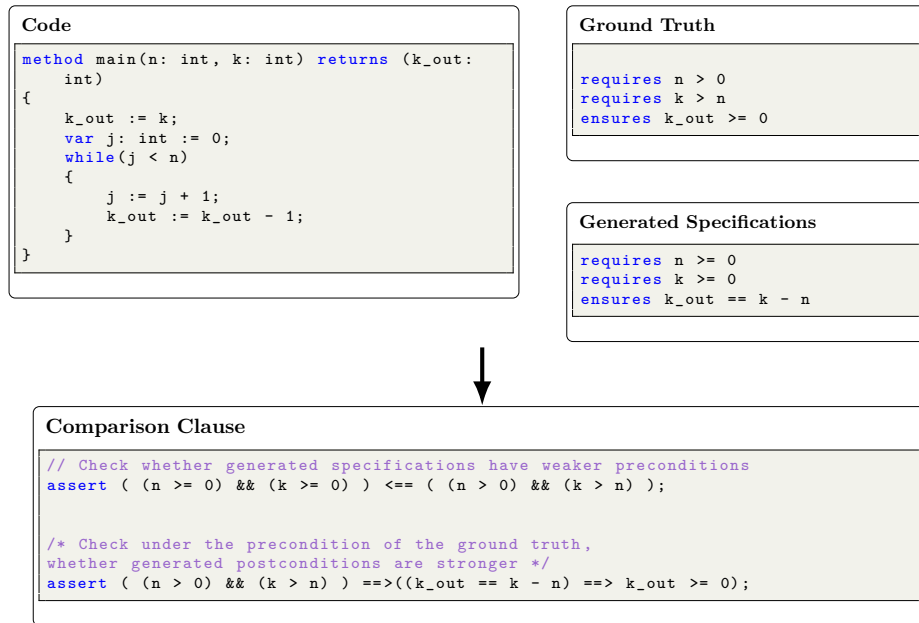 Code
method main(n: int, k: int) returns (k_out:
int)
{
k_out := k;
var j: int := 0;
while(j < n)
{
j := j + 1;
k_out := k_out - 1;
}
}
Ground Truth
requires n > 0
requires k > n
ensures k_out >= 0
Generated Specifications
requires n >= 0
requires k >= 0
ensures k_out == k - n
Comparison Clause
// Check whether generated specifications have weaker preconditions
assert ( (n >= 0) && (k >= 0) ) <== ( (n > 0) && (k > n) );
/* Check under the precondition of the ground truth,
whether generated postconditions are stronger */
assert ( (n > 0) && (k > n) ) ==>((k_out == k - n) ==> k_out >= 0);